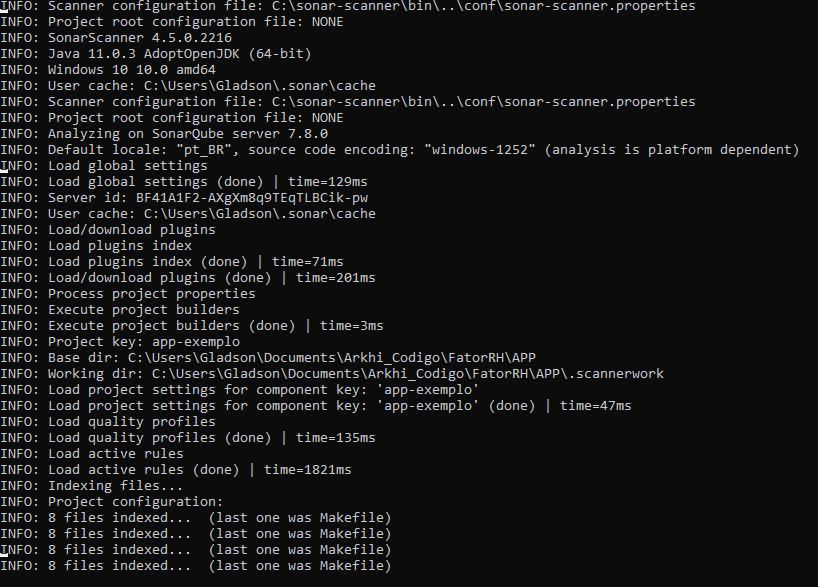 INFO: Scanner configuration file: C:\sonar-scanner\bin\..\conf\sonar-scanner.properties
INFO: Project root configuration file: NONE
INFO: SonarScanner 4.5.0.2216
INFO: Java 11.0.3 AdoptOpenJDK (64-bit)
INFO: Windows 10 10.0 amd64
INFO: User cache: C:\Users\Gladson\.sonar\cache
INFO: Scanner configuration file: C:\sonar-scanner\bin\..\conf\sonar-scanner.properties
INFO: Project root configuration file: NONE
INFO: Analyzing on SonarQube server 7.8.0
INFO: Default locale: "pt_BR", source code encoding: "windows-1252" (analysis is platform dependent)
INFO: Load global settings
INFO: Load global settings (done) | time=129ms
INFO: Server id: BF41A1F2-AXgXm8q9TEqTLBCik-pw
INFO: User cache: C:\Users\Gladson\.sonar\cache
INFO: Load/download plugins
INFO: Load plugins index
INFO: Load plugins index (done) | time=71ms
INFO: Load/download plugins (done) | time=201ms
INFO: Process project properties
INFO: Execute project builders
INFO: Execute project builders (done) | time=3ms
INFO: Project key: app-exemplo
INFO: Base dir: C:\Users\Gladson\Documents\Arkhi_Codigo\FatorRH\APP
INFO: Working dir: C:\Users\Gladson\Documents\Arkhi_Codigo\FatorRH\APP\.scannerwork
INFO: Load project settings for component key: 'app-exemplo'
INFO: Load project settings for component key: 'app-exemplo' (done) | time=47ms
INFO: Load quality profiles
INFO: Load quality profiles (done) | time=135ms
INFO: Load active rules
INFO: Load active rules (done) | time=1821ms
INFO: Indexing files...
INFO: Project configuration:
INFO: 8 files indexed...  (last one was Makefile)
INFO: 8 files indexed...  (last one was Makefile)
INFO: 8 files indexed...  (last one was Makefile)
INFO: 8 files indexed...  (last one was Makefile)